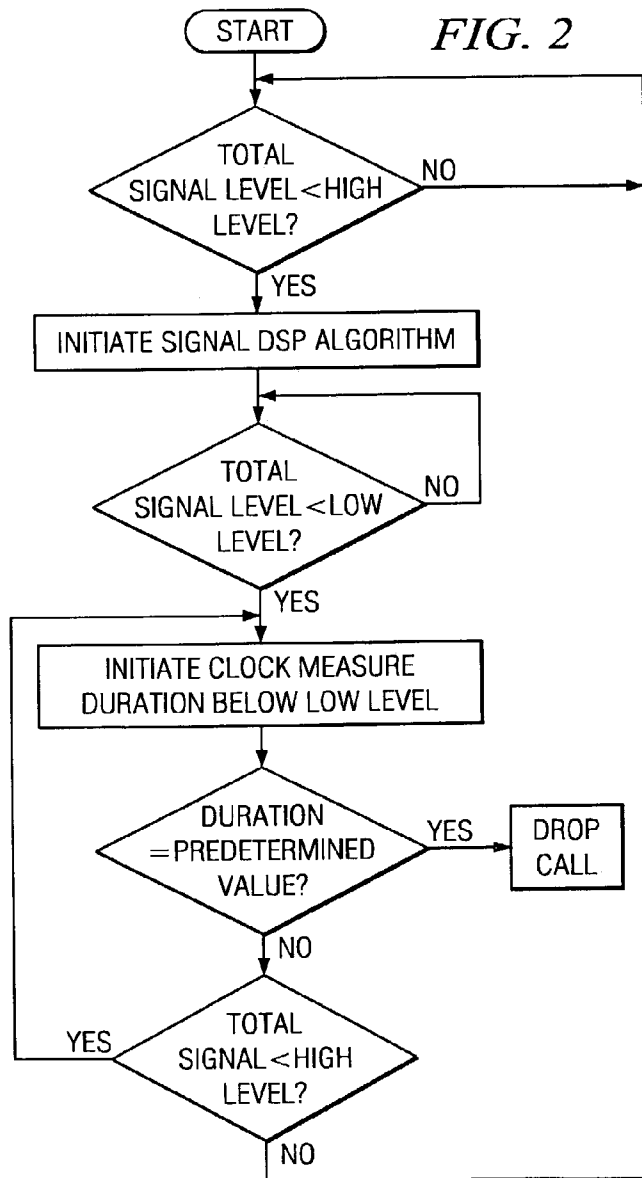 START
FIG. 2
TOTAL
SIGNAL LEVEL<HIGH
LEVEL?
NO
YES
INITIATE SIGNAL DSP ALGORITHM
TOTAL
SIGNAL LEVEL<LOW
LEVEL?
NO
YES
INITIATE CLOCK MEASURE
DURATION BELOW LOW LEVEL
DURATION
=PREDETERMINED
VALUE?
YES
DROP
CALL
NO
TOTAL
SIGNAL<HIGH
LEVEL?
YES
NO